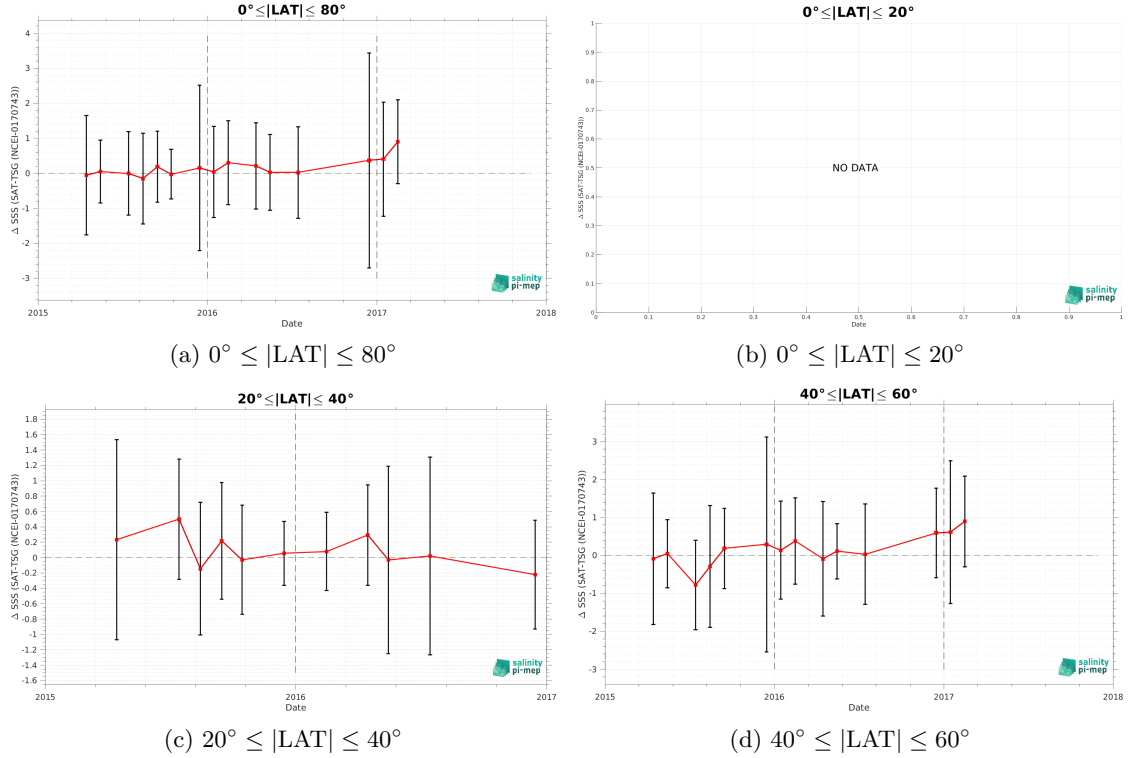 0°≤|LAT|≤ 80°
4
3
2
1
0
-1
-2
-3
Δ SSS (SAT-TSG (NCEI-0170743))
2015
2016
2017
2018
Date
salinity
pi-mep
(a) 0° ≤ |LAT| ≤ 80°
0°≤|LAT|≤ 20°
1
0.9
0.8
0.7
0.6
0.5
0.4
0.3
0.2
0.1
0
Δ SSS (SAT-TSG (NCEI-0170743))
NO DATA
0
0.1
0.2
0.3
0.4
0.5
0.6
0.7
0.8
0.9
1
Date
salinity
pi-mep
(b) 0° ≤ |LAT| ≤ 20°
20°≤|LAT|≤ 40°
1.8
1.6
1.4
1.2
1
0.8
0.6
0.4
0.2
0
-0.2
-0.4
-0.6
-0.8
-1
-1.2
-1.4
-1.6
Δ SSS (SAT-TSG (NCEI-0170743))
2015
2016
2017
Date
salinity
pi-mep
(c) 20° ≤ |LAT| ≤ 40°
40°≤|LAT|≤ 60°
3
2
1
0
-1
-2
-3
Δ SSS (SAT-TSG (NCEI-0170743))
2015
2016
2017
2018
Date
salinity
pi-mep
(d) 40° ≤ |LAT| ≤ 60°